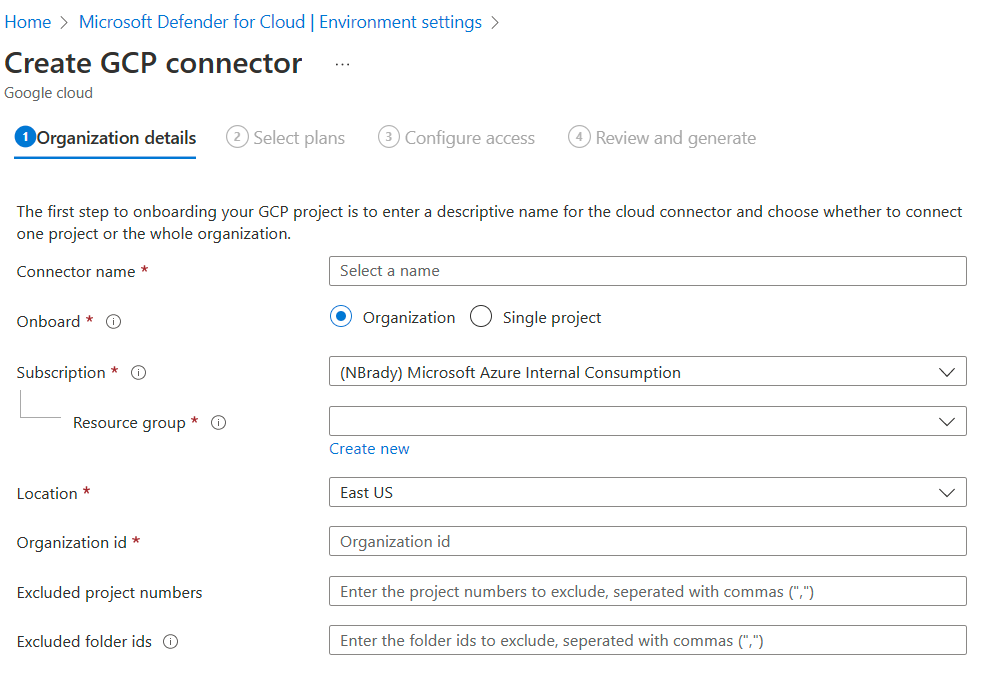 Home > Microsoft Defender for Cloud | Environment settings >
Create GCP connector ...
Google cloud
1 Organization details 2 Select plans 3 Configure access 4 Review and generate
The first step to onboarding your GCP project is to enter a descriptive name for the cloud connector and choose whether to connect
one project or the whole organization.
Connector name * Select a name
Onboard * Organization Single project
Subscription * (NBrady) Microsoft Azure Internal Consumption
Resource group *
Create new
Location * East US
Organization id * Organization id
Excluded project numbers Enter the project numbers to exclude, seperated with commas (",")
Excluded folder ids Enter the folder ids to exclude, seperated with commas (",")